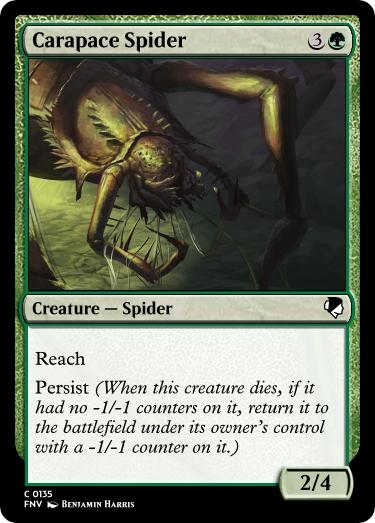 Carapace Spider 3
Creature — Spider
Reach
Persist (When this creature dies, if it
had no -1/-1 counters on it, return it to
the battlefield under its owner's control
with a -1/-1 counter on it.)
2/4
C 0135
FNV Benjamin Harris